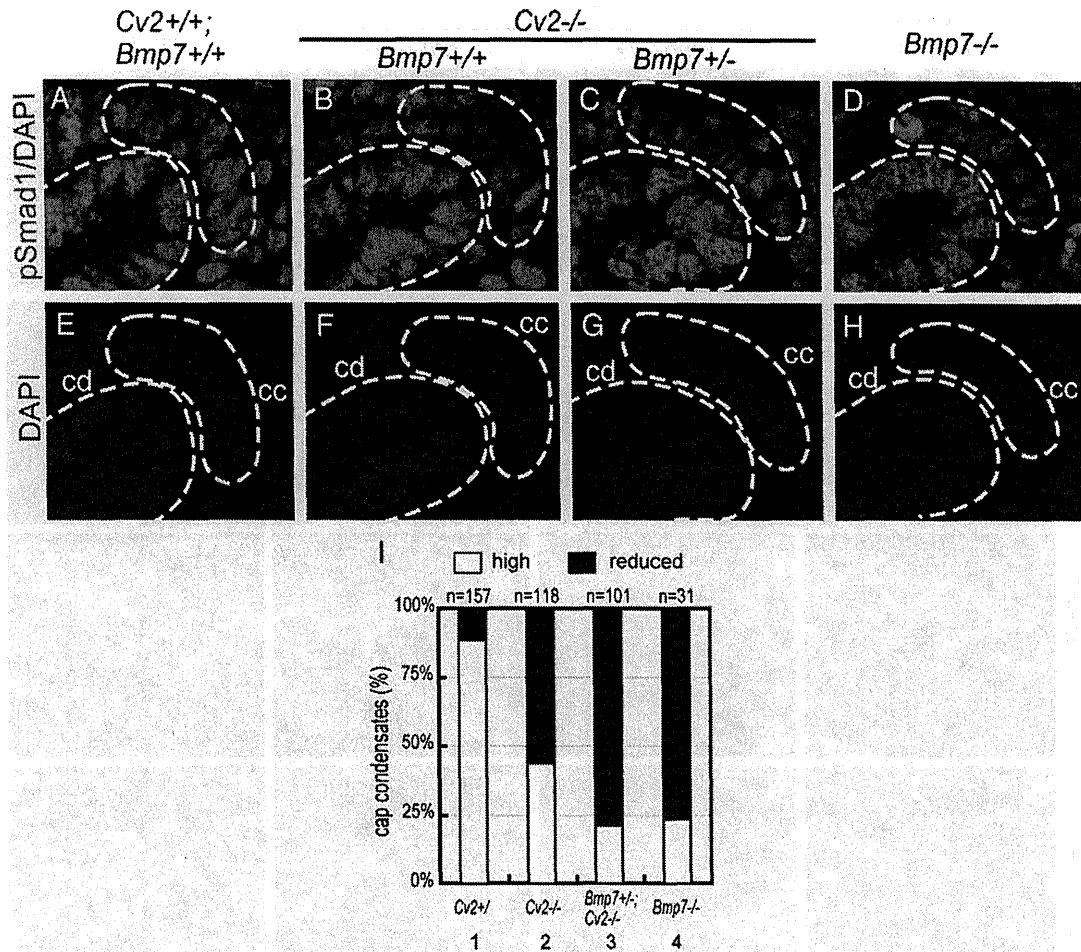 Cv2+/+;
Bmp7+/+
Cv2-/-
Bmp7+/+
Bmp7+/-
Bmp7-/-
pSmad1/DAPI
A
B
C
D
DAPI
E
cd
cc
F
cd
cc
G
cd
cc
H
cd
cc
I
high
reduced
n=157
n=118
n=101
n=31
cap condensates (%)
100%
75%
50%
25%
0%
Cv2+/
Cv2-/-
Bmp7+/-;
Cv2-/-
Bmp7-/-
1
2
3
4